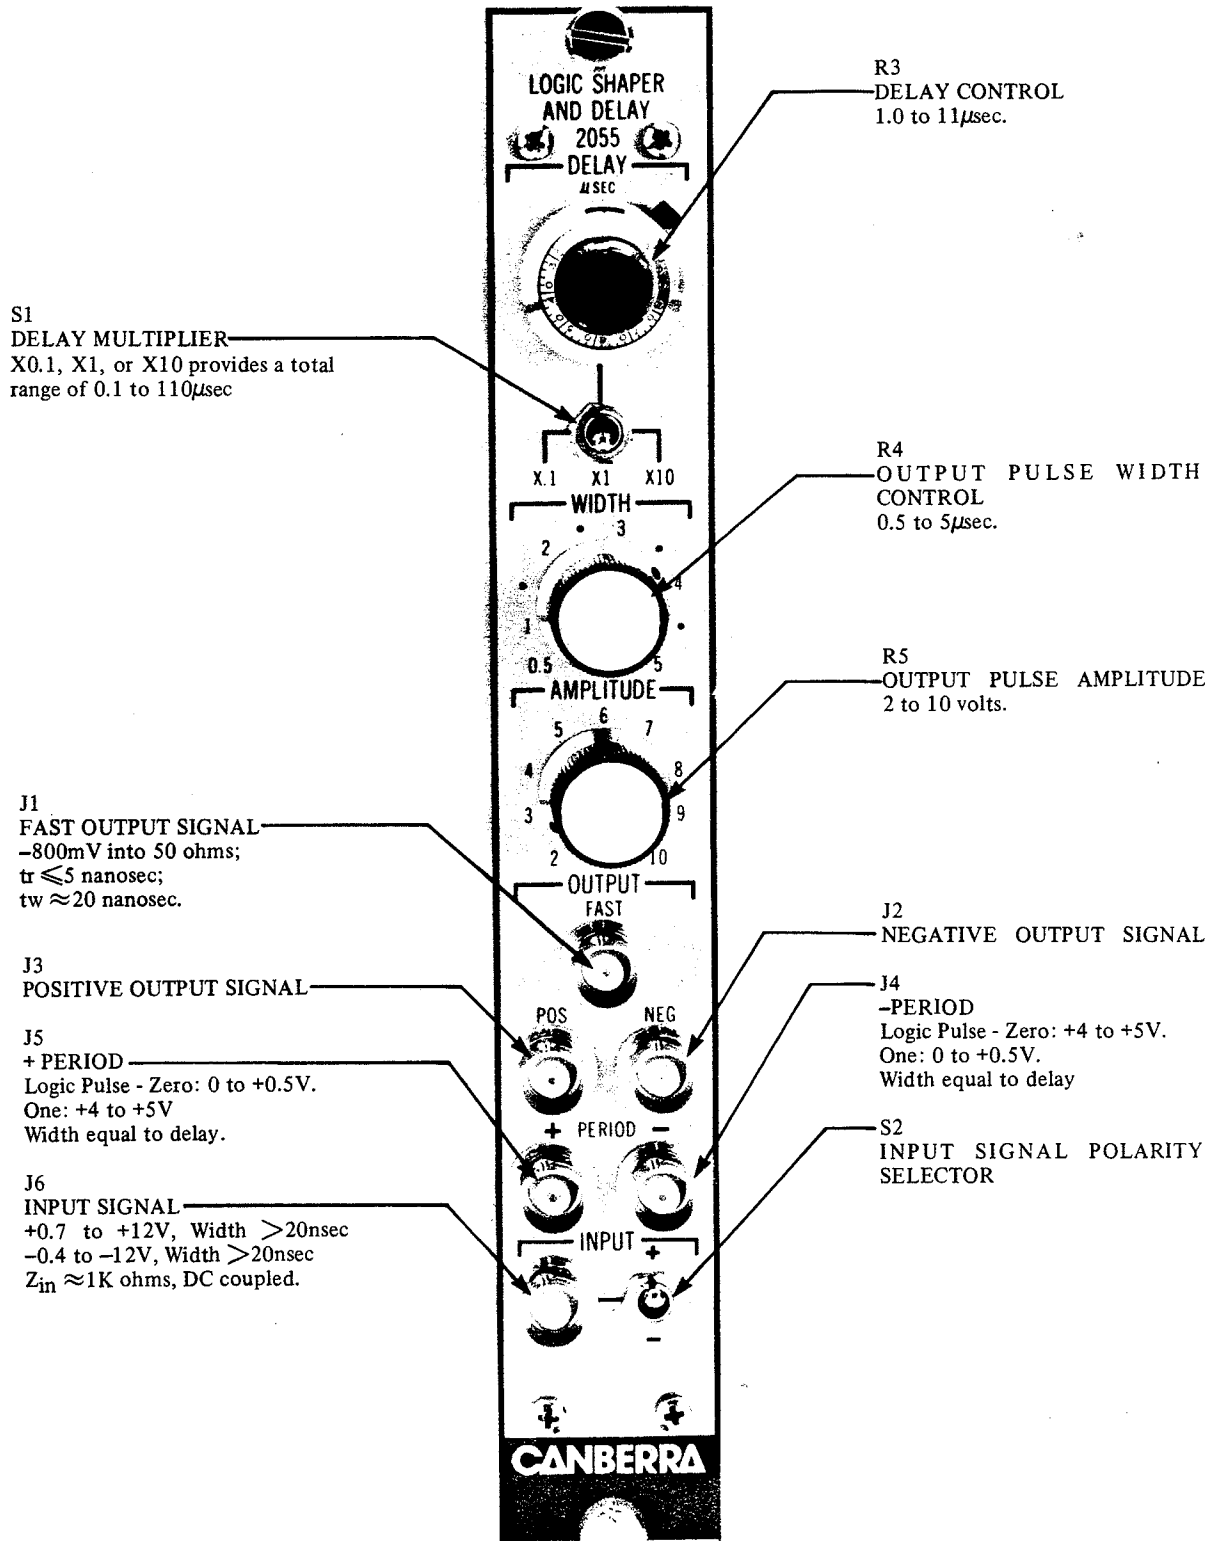 LOGIC SHAPER
AND DELAY
2055
DELAY
µSEC
X.1 X1 X10
WIDTH
0.5 1 2 3 4 5
AMPLITUDE
2 3 4 5 6 7 8 9 10
OUTPUT
FAST
POS NEG
+ PERIOD −
INPUT
+
−
CANBERRA
S1
DELAY MULTIPLIER
X0.1, X1, or X10 provides a total
range of 0.1 to 110µsec
J1
FAST OUTPUT SIGNAL
−800mV into 50 ohms;
tr ⩽5 nanosec;
tw ≈20 nanosec.
J3
POSITIVE OUTPUT SIGNAL
J5
+ PERIOD
Logic Pulse - Zero: 0 to +0.5V.
One: +4 to +5V
Width equal to delay.
J6
INPUT SIGNAL
+0.7 to +12V, Width >20nsec
−0.4 to −12V, Width >20nsec
Zin ≈1K ohms, DC coupled.
R3
DELAY CONTROL
1.0 to 11µsec.
R4
OUTPUT PULSE WIDTH
CONTROL
0.5 to 5µsec.
R5
OUTPUT PULSE AMPLITUDE
2 to 10 volts.
J2
NEGATIVE OUTPUT SIGNAL
J4
−PERIOD
Logic Pulse - Zero: +4 to +5V.
One: 0 to +0.5V.
Width equal to delay
S2
INPUT SIGNAL POLARITY
SELECTOR